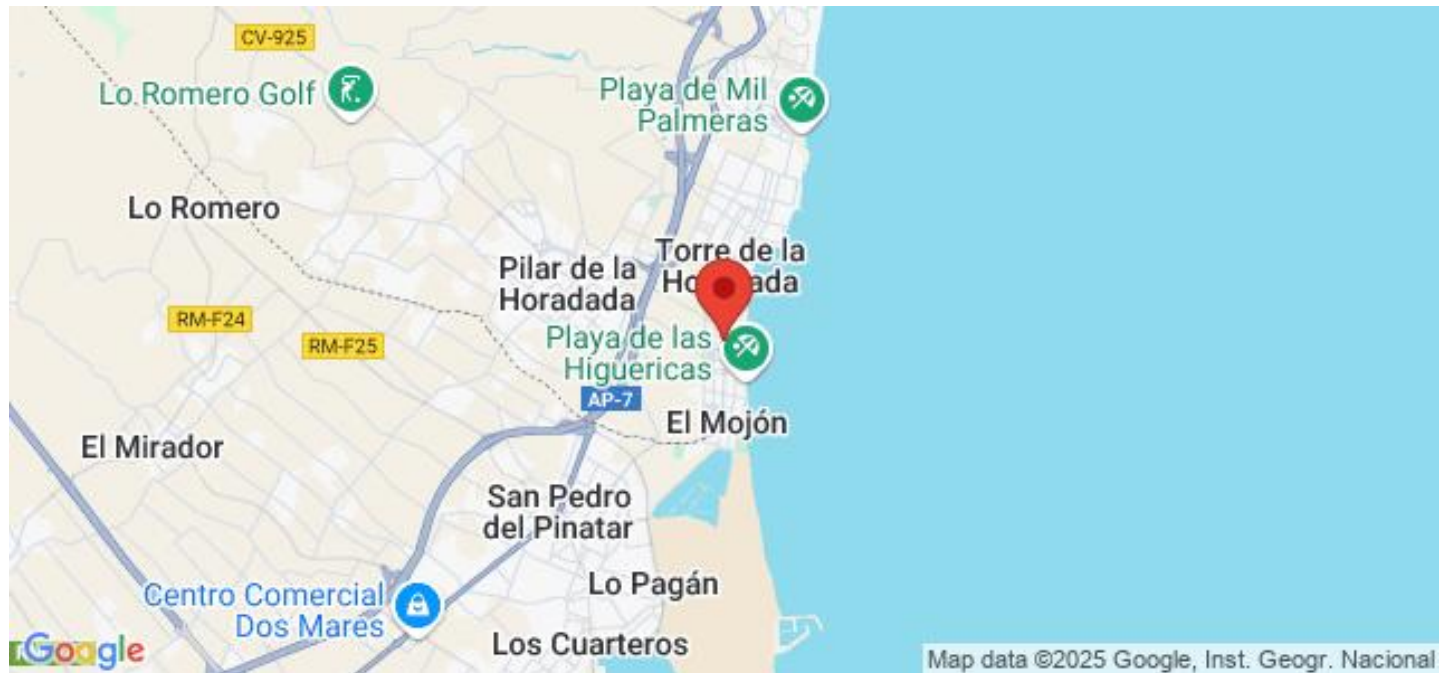 CV-925
Lo Romero Golf
Playa de Mil
Palmeras
Lo Romero
Torre de la
Pilar de la
Horadada
RM-F24
RM-F25
Playa de las
Higuericas
AP-7
El Mojón
El Mirador
San Pedro
del Pinatar
Lo Pagán
Centro Comercial
Dos Mares
Los Cuarteros
Google
Map data ©2025 Google, Inst. Geogr. Nacional